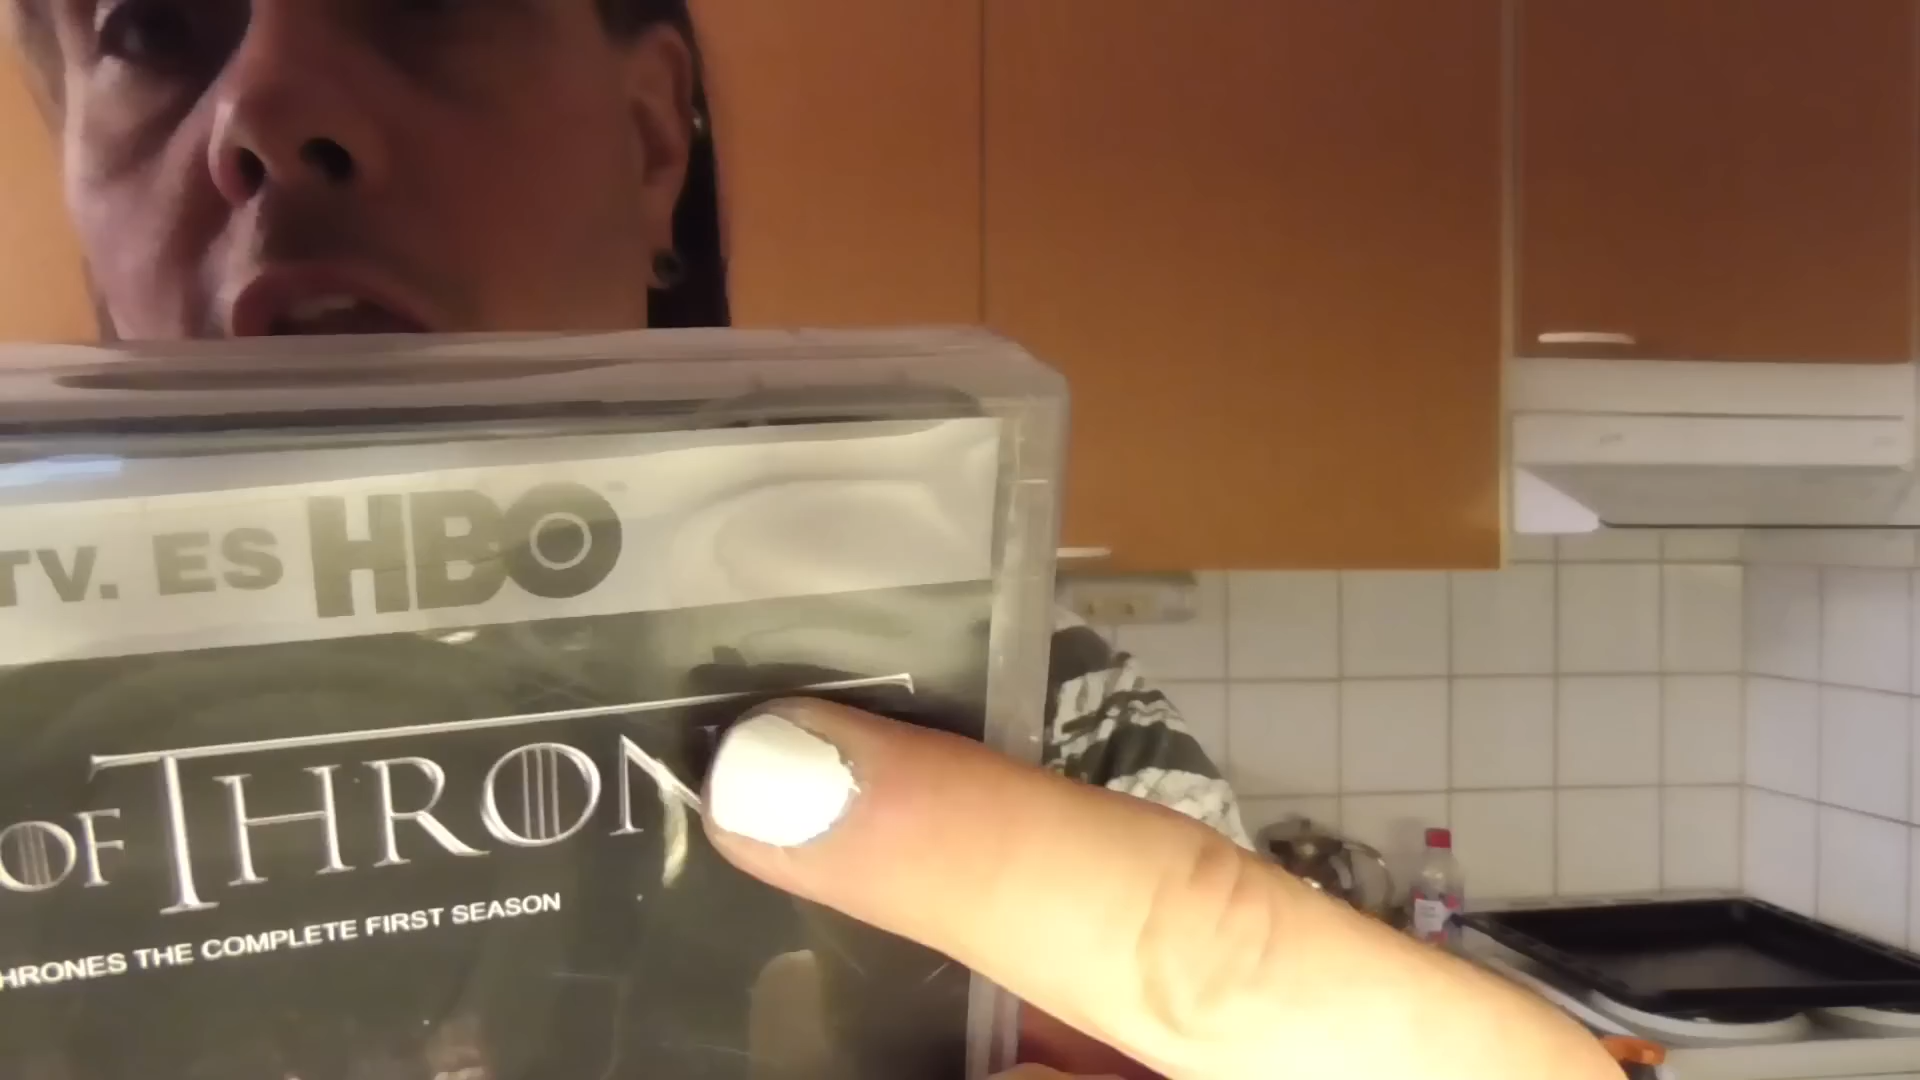 TV. ES HBO
OF THRON
HRONES THE COMPLETE FIRST SEASON